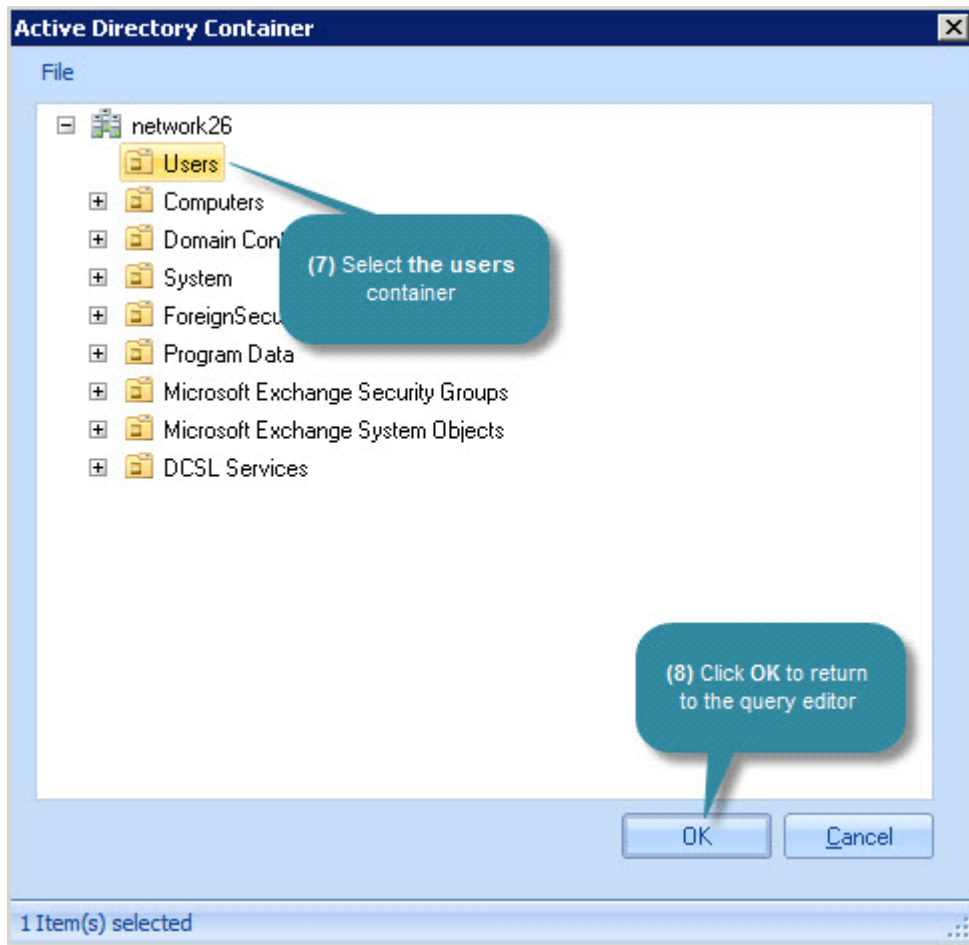 Active Directory Container
File
network26
Users
Computers
Domain Con
System
ForeignSecu
Program Data
Microsoft Exchange Security Groups
Microsoft Exchange System Objects
DCSL Services
(7) Select the users
container
(8) Click OK to return
to the query editor
OK
Cancel
1 Item(s) selected